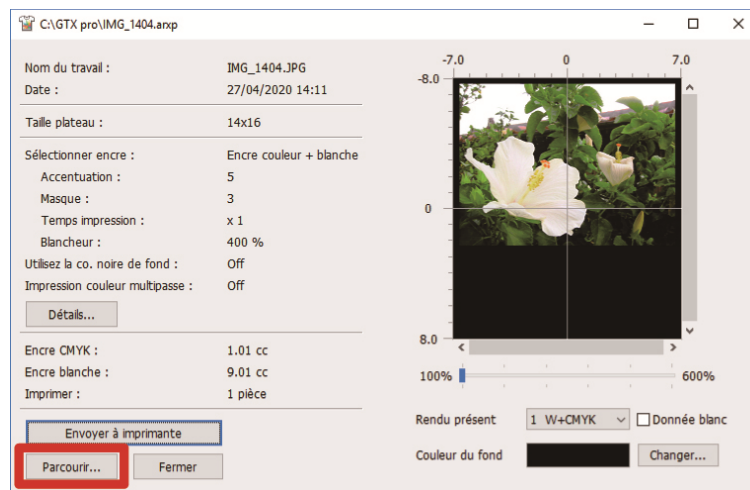 C:\GTX pro\IMG_1404.arxp
Nom du travail : IMG_1404.JPG
Date : 27/04/2020 14:11
Taille plateau : 14x16
Sélectionner encre : Encre couleur + blanche
Accentuation : 5
Masque : 3
Temps impression : x 1
Blancheur : 400 %
Utilisez la co. noire de fond : Off
Impression couleur multipasse : Off
Détails...
Encre CMYK : 1.01 cc
Encre blanche : 9.01 cc
Imprimer : 1 pièce
Envoyer à imprimante
Parcourir... Fermer
-7.0 0 7.0
-8.0
0
8.0
100% 600%
Rendu présent 1 W+CMYK Donnée blanc
Couleur du fond Changer...